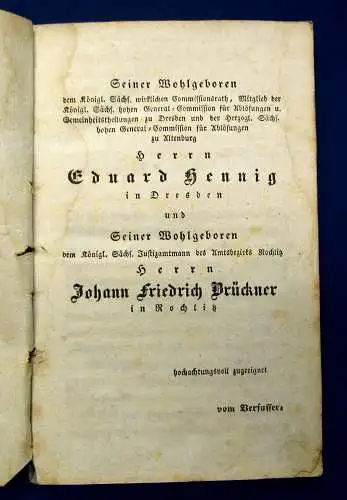 Seiner Wohlgeboren
dem Königl. Sächs. wirklichen Commissionsrath, Mitglied der
Königl. Sächs. hohen General-Commission für Ablösungen u.
Gemeinheitstheilungen zu Dresden und der Herzogl. Sächs.
hohen General-Commission für Ablösungen
zu Altenburg
Herrn
Eduard Hennig
in Dresden
und
Seiner Wohlgeboren
dem Königl. Sächs. Justizamtmann des Amtsbezirks Rochlitz
Herrn
Johann Friedrich Brückner
in Rochlitz
hochachtungsvoll zugeeignet
vom Verfasser.